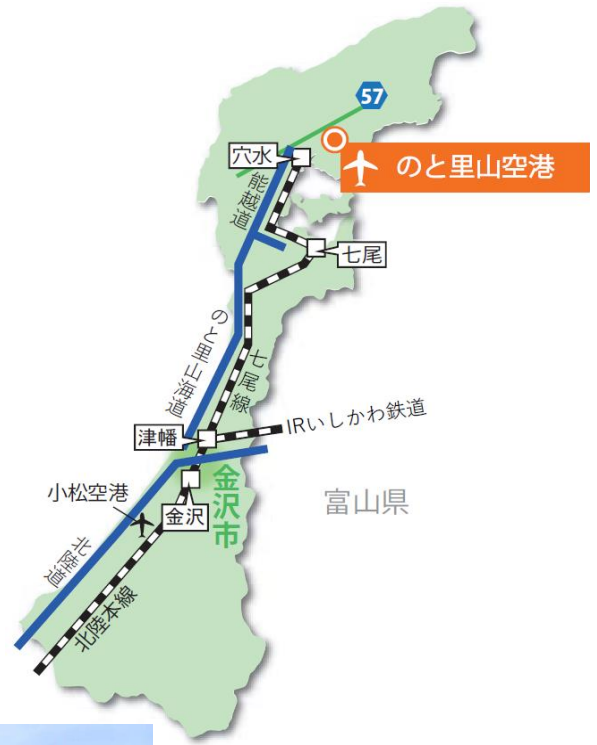 57
穴水
のと里山空港
能越道
七尾
のと里山海道
七尾線
IRいしかわ鉄道
津幡
小松空港
金沢
金沢市
富山県
北陸道
北陸本線